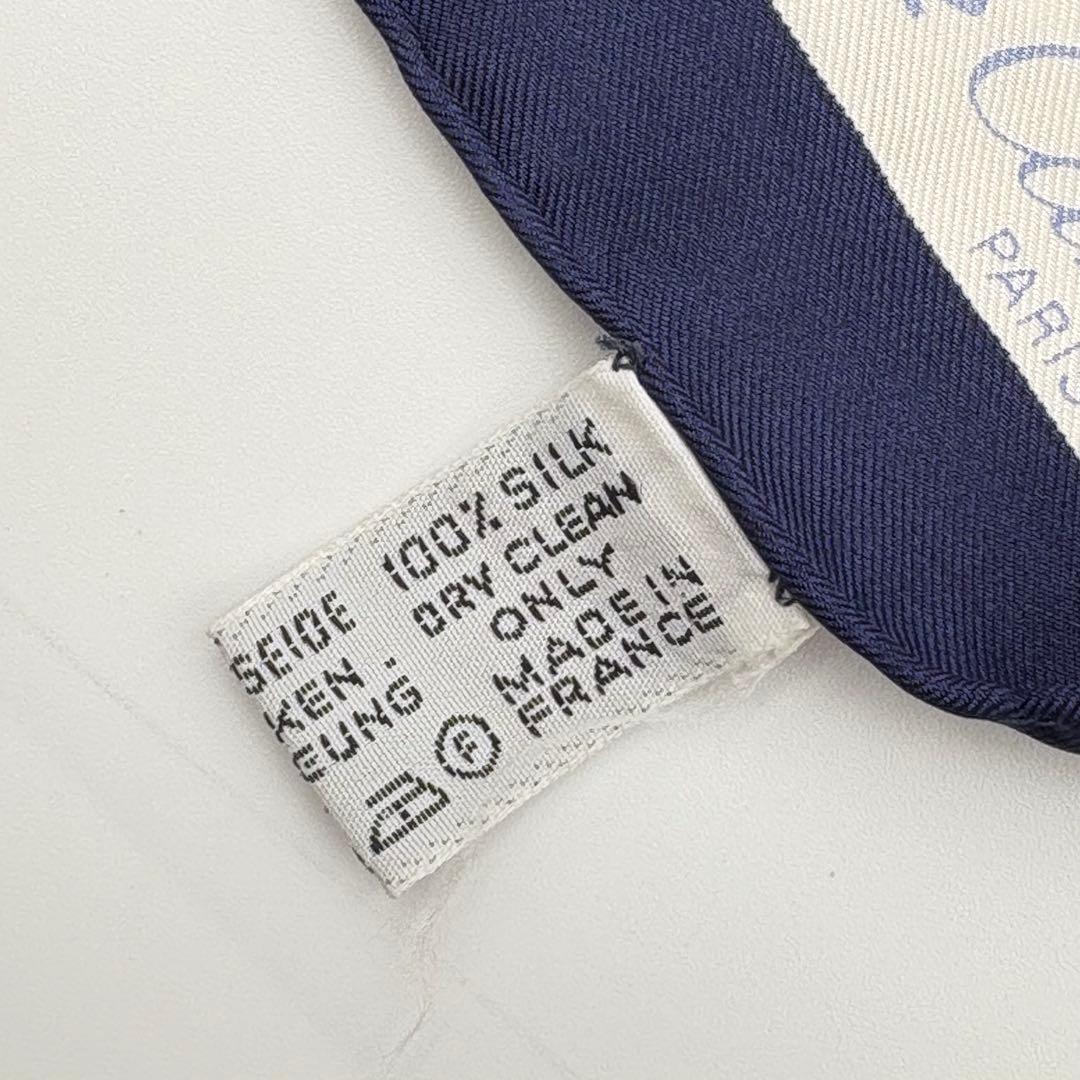 100% SILK
DRY CLEAN
ONLY
MADE IN
FRANCE
SEIDE
KEN
EUNG.
F
PARIS